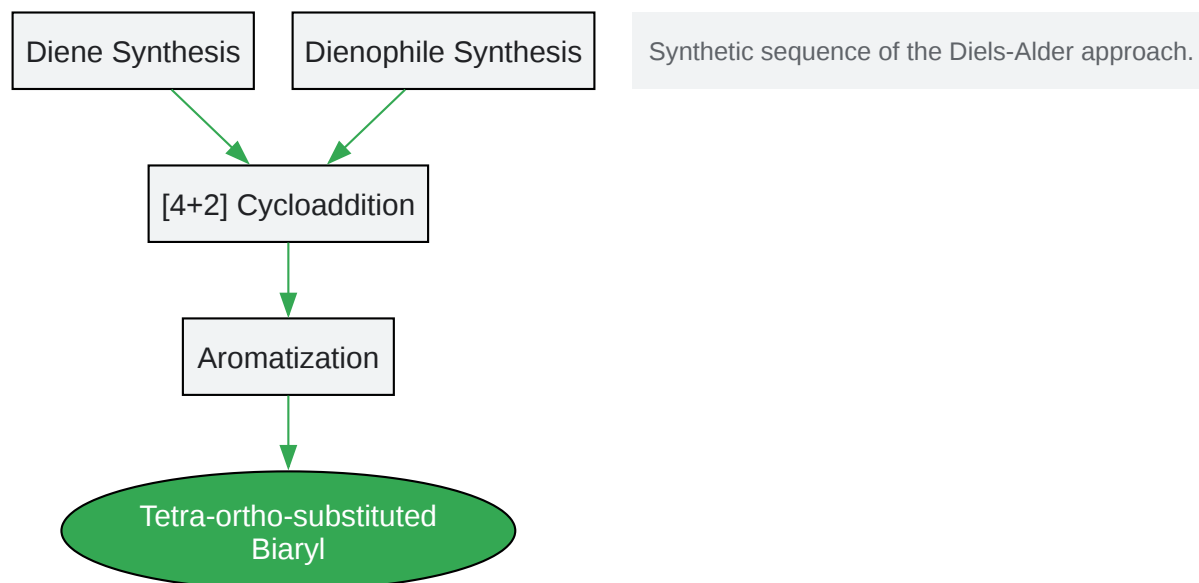 Diene Synthesis
Dienophile Synthesis
Synthetic sequence of the Diels-Alder approach.
[4+2] Cycloaddition
Aromatization
Tetra-ortho-substituted
Biaryl